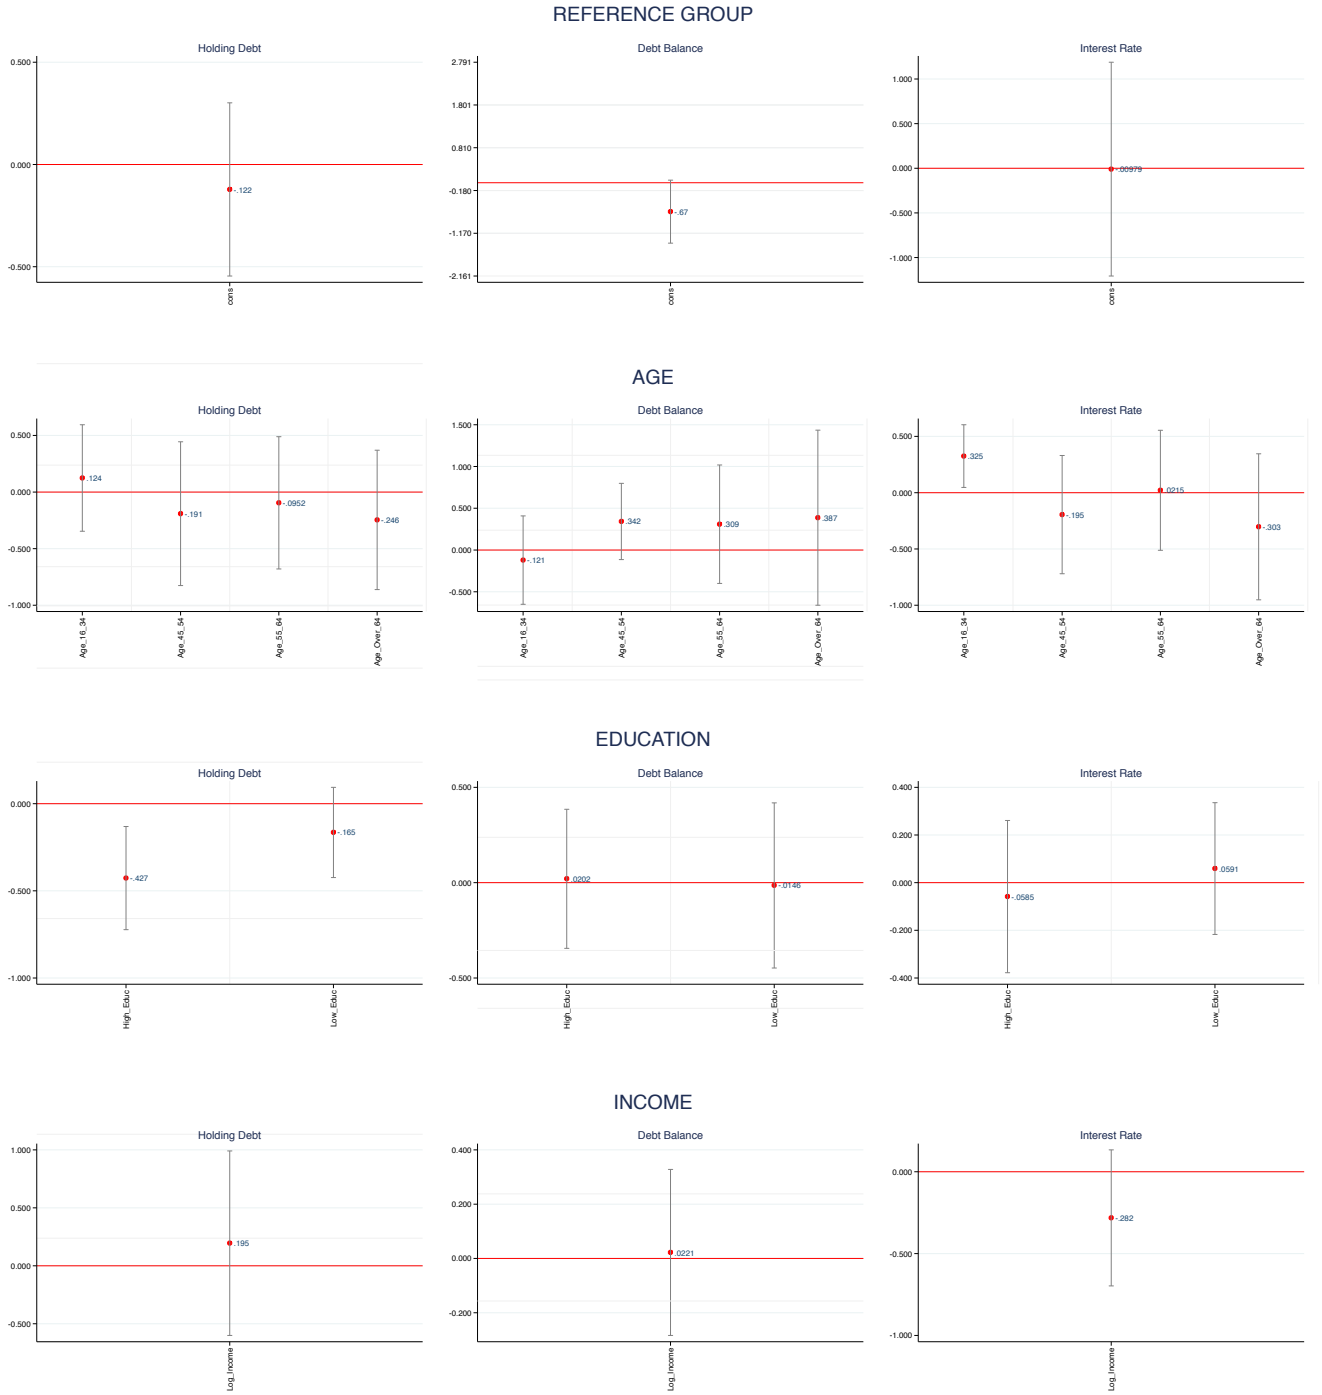 REFERENCE GROUP
Holding Debt
0.500
0.000
-0.500
-.122
cons
Debt Balance
2.791
1.801
0.810
-0.180
-1.170
-2.161
-.67
cons
Interest Rate
1.000
0.500
0.000
-0.500
-1.000
-.00979
cons
AGE
Holding Debt
0.500
0.000
-0.500
-1.000
.124
-.191
-.0952
-.246
Age_16_34
Age_45_54
Age_55_64
Age_Over_64
Debt Balance
1.500
1.000
0.500
0.000
-0.500
-.121
.342
.309
.387
Age_16_34
Age_45_54
Age_55_64
Age_Over_64
Interest Rate
0.500
0.000
-0.500
-1.000
.325
-.195
.0215
-.303
Age_16_34
Age_45_54
Age_55_64
Age_Over_64
EDUCATION
Holding Debt
0.000
-0.500
-1.000
-.427
-.165
High_Educ
Low_Educ
Debt Balance
0.500
0.000
-0.500
.0202
-.0146
High_Educ
Low_Educ
Interest Rate
0.400
0.200
0.000
-0.200
-0.400
-.0585
.0591
High_Educ
Low_Educ
INCOME
Holding Debt
1.000
0.500
0.000
-0.500
.195
Log_Income
Debt Balance
0.400
0.200
0.000
-0.200
.0221
Log_Income
Interest Rate
0.000
-0.500
-1.000
-.282
Log_Income